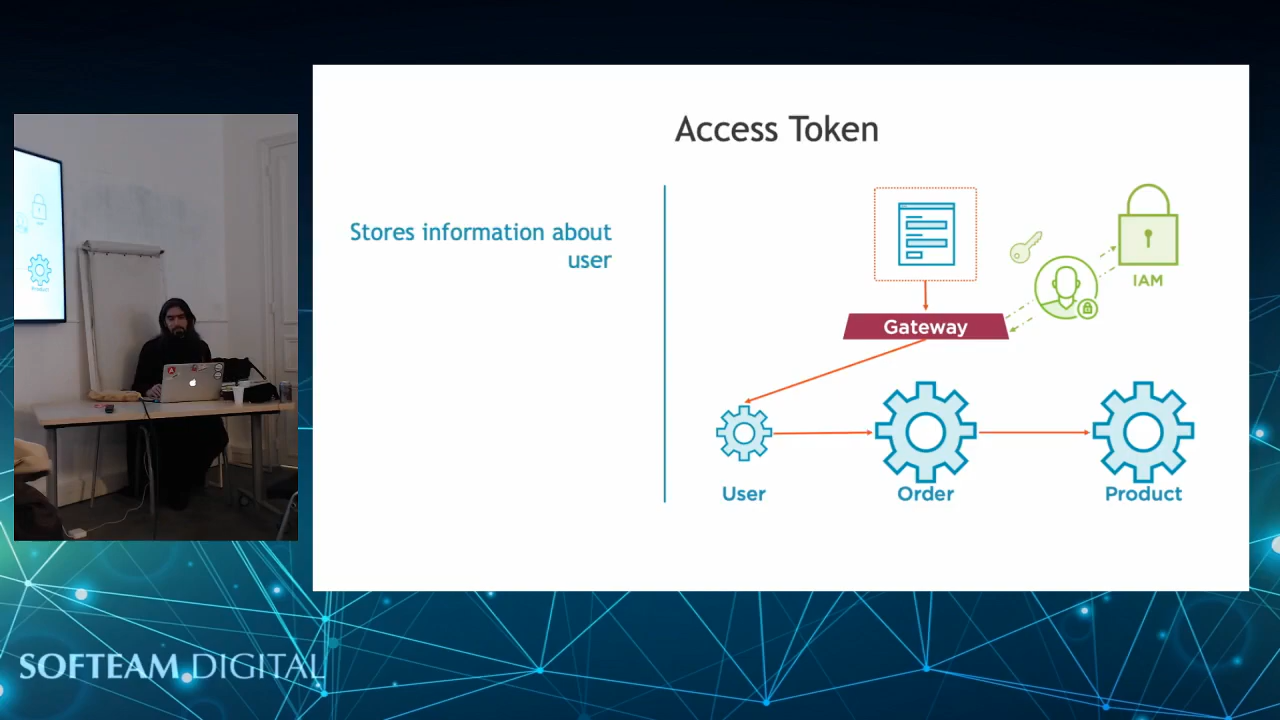 Access Token
Stores information about
user
IAM
Gateway
User
Order
Product
SOFTEAM DIGITAL